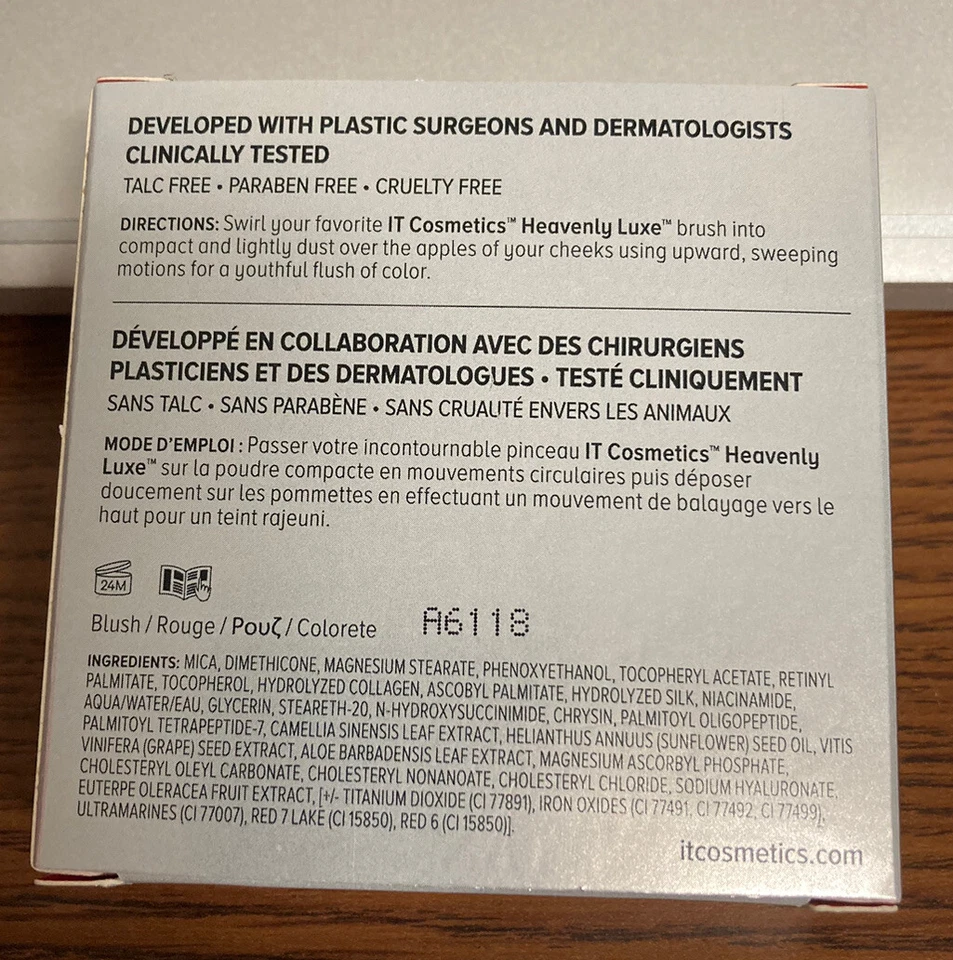 DEVELOPED WITH PLASTIC SURGEONS AND DERMATOLOGISTS
CLINICALLY TESTED
TALC FREE • PARABEN FREE • CRUELTY FREE
DIRECTIONS: Swirl your favorite IT Cosmetics™ Heavenly Luxe™ brush into
compact and lightly dust over the apples of your cheeks using upward, sweeping
motions for a youthful flush of color.
DÉVELOPPÉ EN COLLABORATION AVEC DES CHIRURGIENS
PLASTICIENS ET DES DERMATOLOGUES • TESTÉ CLINIQUEMENT
SANS TALC • SANS PARABÈNE • SANS CRUAUTÉ ENVERS LES ANIMAUX
MODE D'EMPLOI : Passer votre incontournable pinceau IT Cosmetics™ Heavenly
Luxe™ sur la poudre compacte en mouvements circulaires puis déposer
doucement sur les pommettes en effectuant un mouvement de balayage vers le
haut pour un teint rajeuni.
24M
Blush / Rouge / Ρουζ / Colorete A6118
INGREDIENTS: MICA, DIMETHICONE, MAGNESIUM STEARATE, PHENOXYETHANOL, TOCOPHERYL ACETATE, RETINYL
PALMITATE, TOCOPHEROL, HYDROLYZED COLLAGEN, ASCOBYL PALMITATE, HYDROLYZED SILK, NIACINAMIDE,
AQUA/WATER/EAU, GLYCERIN, STEARETH-20, N-HYDROXYSUCCINIMIDE, CHRYSIN, PALMITOYL OLIGOPEPTIDE,
PALMITOYL TETRAPEPTIDE-7, CAMELLIA SINENSIS LEAF EXTRACT, HELIANTHUS ANNUUS (SUNFLOWER) SEED OIL, VITIS
VINIFERA (GRAPE) SEED EXTRACT, ALOE BARBADENSIS LEAF EXTRACT, MAGNESIUM ASCORBYL PHOSPHATE,
CHOLESTERYL OLEYL CARBONATE, CHOLESTERYL NONANOATE, CHOLESTERYL CHLORIDE, SODIUM HYALURONATE,
EUTERPE OLERACEA FRUIT EXTRACT, [+/- TITANIUM DIOXIDE (CI 77891), IRON OXIDES (CI 77491, CI 77492, CI 77499),
ULTRAMARINES (CI 77007), RED 7 LAKE (CI 15850), RED 6 (CI 15850)].
itcosmetics.com